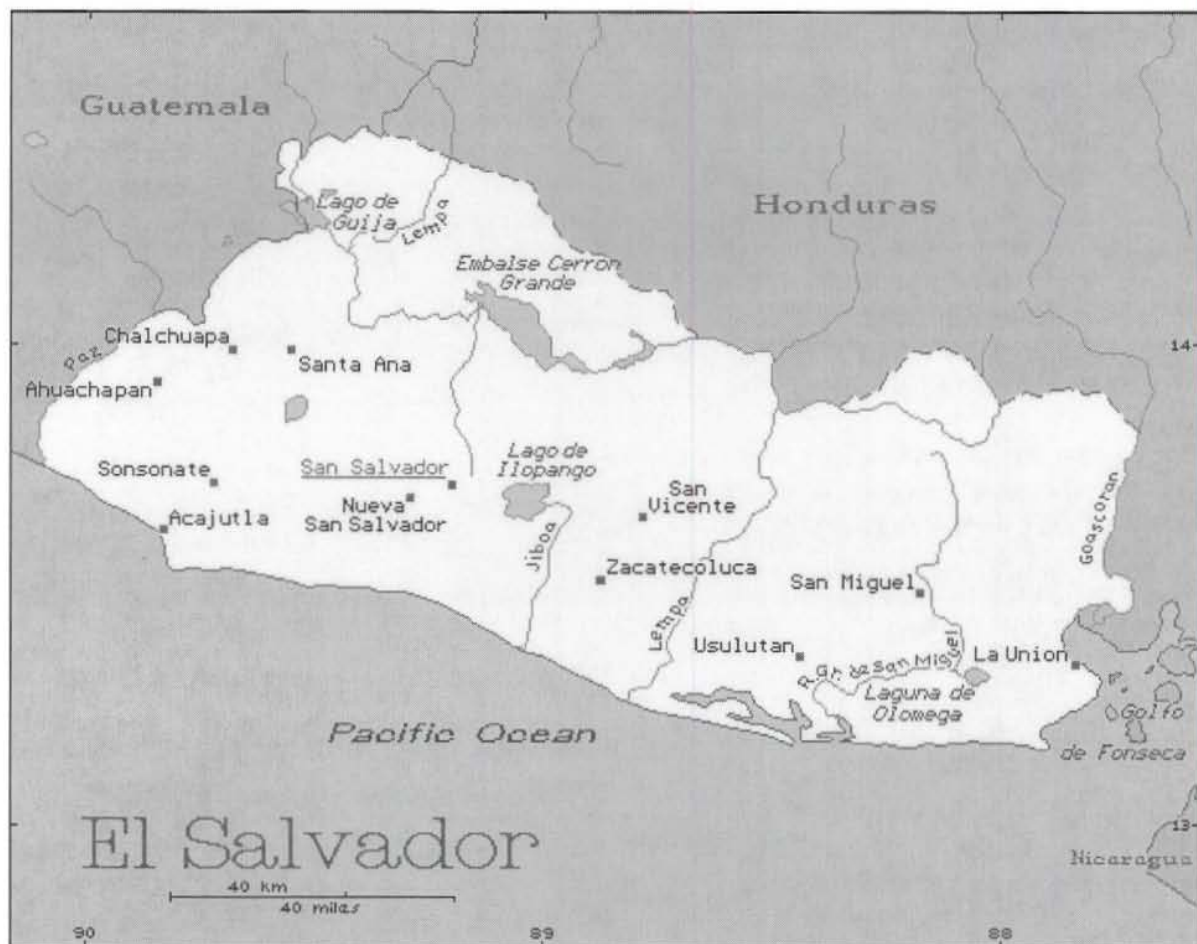 Guatemala
Honduras
Lago de
Guija
Lempa
Embalse Cerron
Grande
Paz
Chalchuapa
Santa Ana
14
Ahuachapan
Sonsonate
San Salvador
Lago de
Ilopango
Nueva
San Salvador
San
Vicente
Acajutla
Jiboa
Goascoran
Zacatecoluca
San Miguel
Lempa
Usulutan
R. Gr. de San Miguel
La Union
Laguna de
Olomega
Golfo
de Fonseca
Pacific Ocean
El Salvador
13
Nicaragua
40 km
40 miles
90
89
88